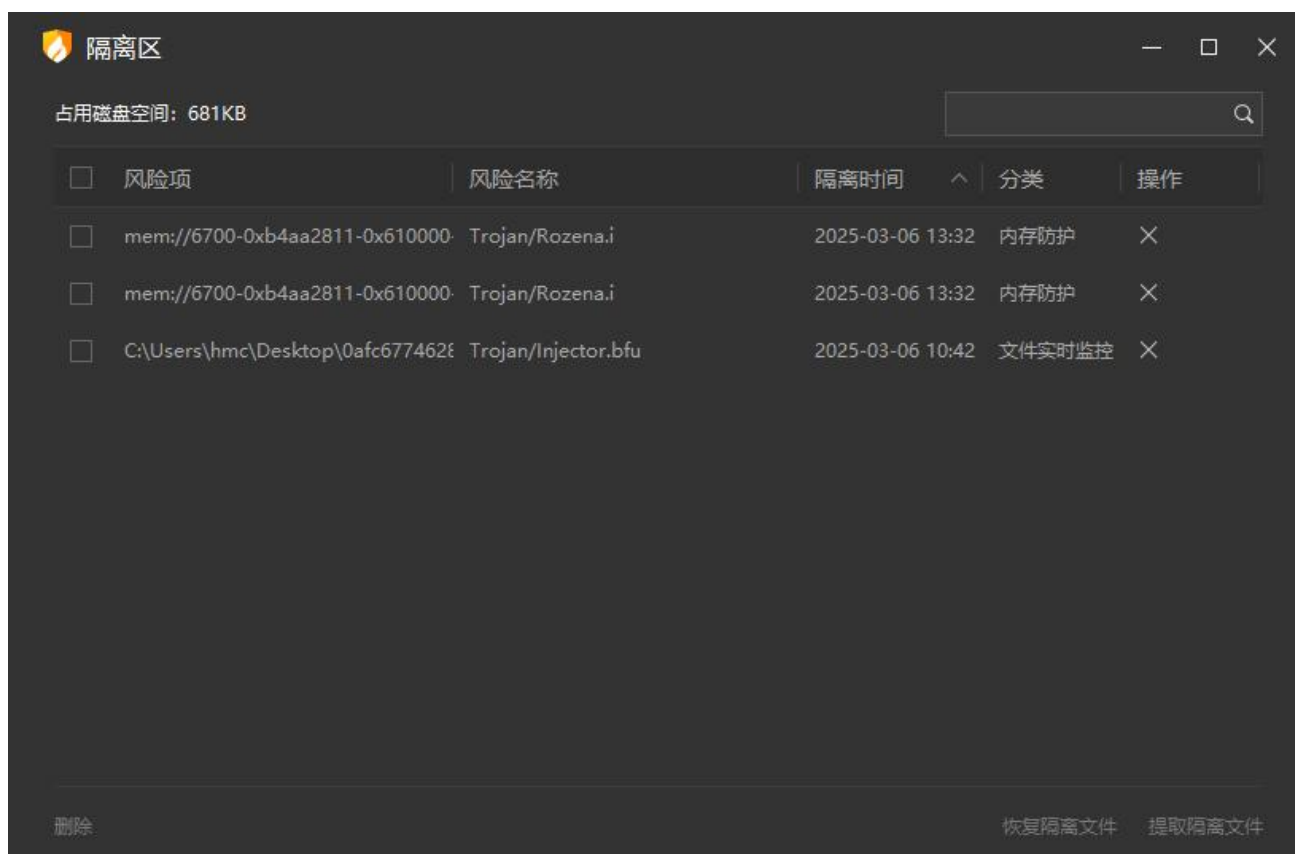 隔离区
占用磁盘空间：681KB
风险项 风险名称 隔离时间 分类 操作
mem://6700-0xb4aa2811-0x610000- Trojan/Rozena.i 2025-03-06 13:32 内存防护
mem://6700-0xb4aa2811-0x610000- Trojan/Rozena.i 2025-03-06 13:32 内存防护
C:\Users\hmc\Desktop\0afc6774628 Trojan/Injector.bfu 2025-03-06 10:42 文件实时监控
删除 恢复隔离文件 提取隔离文件